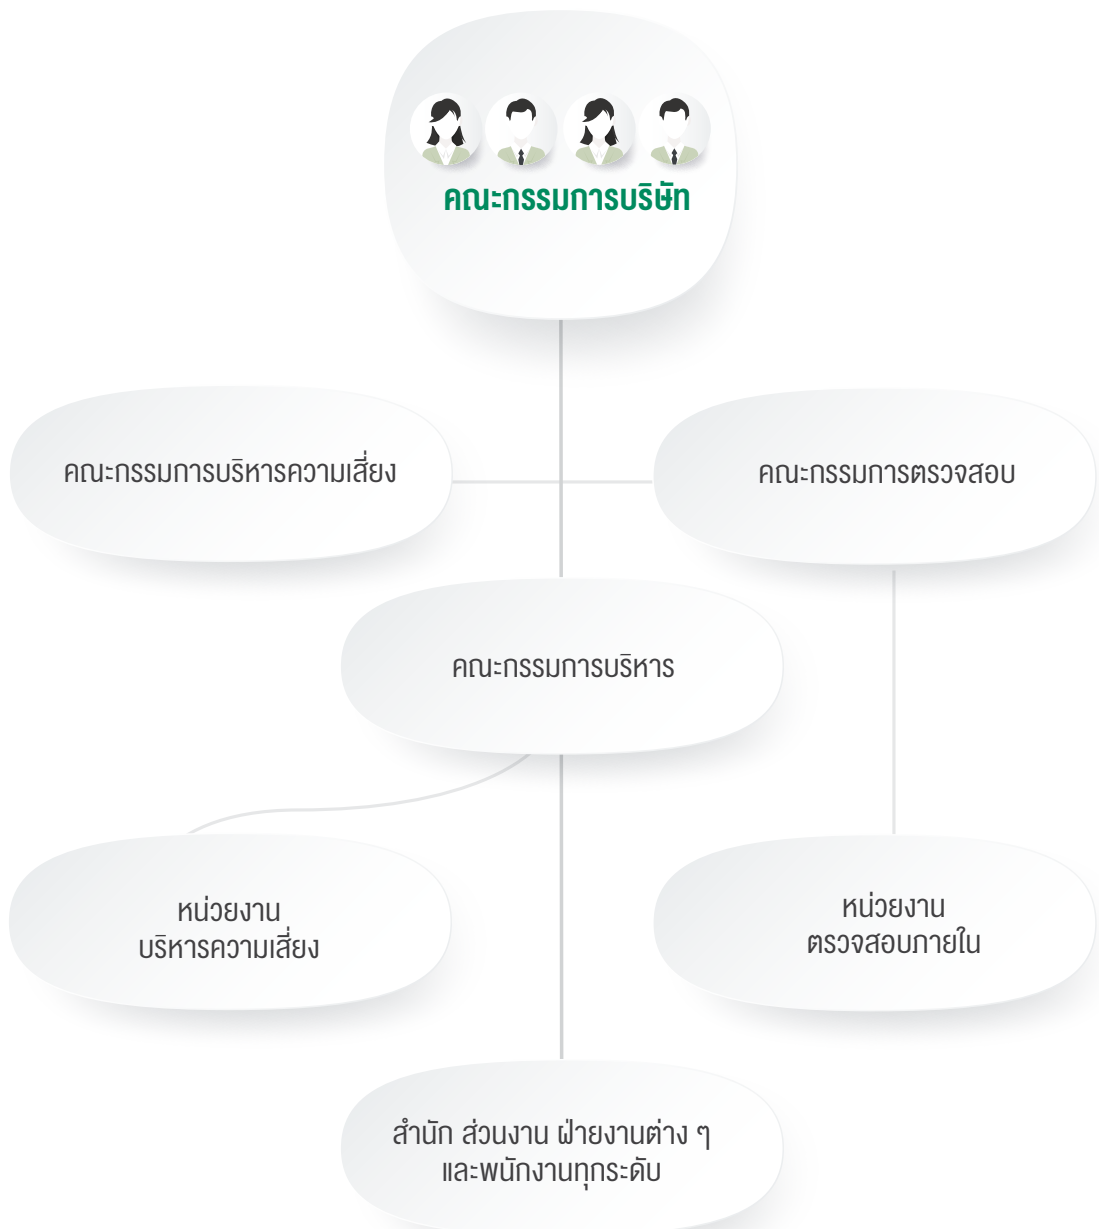 คณะกรรมการบริษัท
คณะกรรมการบริหารความเสี่ยง
คณะกรรมการตรวจสอบ
คณะกรรมการบริหาร
หน่วยงาน
บริหารความเสี่ยง
หน่วยงาน
ตรวจสอบภายใน
สำนัก ส่วนงาน ฝ่ายงานต่าง ๆ
และพนักงานทุกระดับ